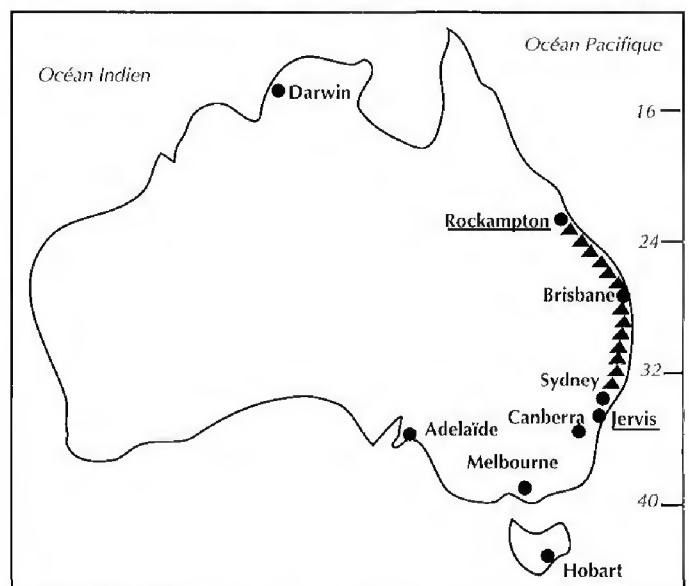 Océan Pacifique
Océan Indien
Darwin
16
Rockampton
24
Brisbane
32
Sydney
Canberra
Jervis
Adelaïde
Melbourne
40
Hobart